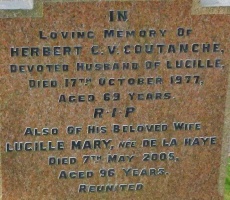 IN
LOVING MEMORY OF
HERBERT C.V. COUTANCHE,
DEVOTED HUSBAND OF LUCILLE,
DIED 17TH OCTOBER 1977,
AGED 69 YEARS.
R·I·P
ALSO OF HIS BELOVED WIFE
LUCILLE MARY, NÉE DE LA HAYE
DIED 7TH MAY 2005,
AGED 96 YEARS.
REUNITED